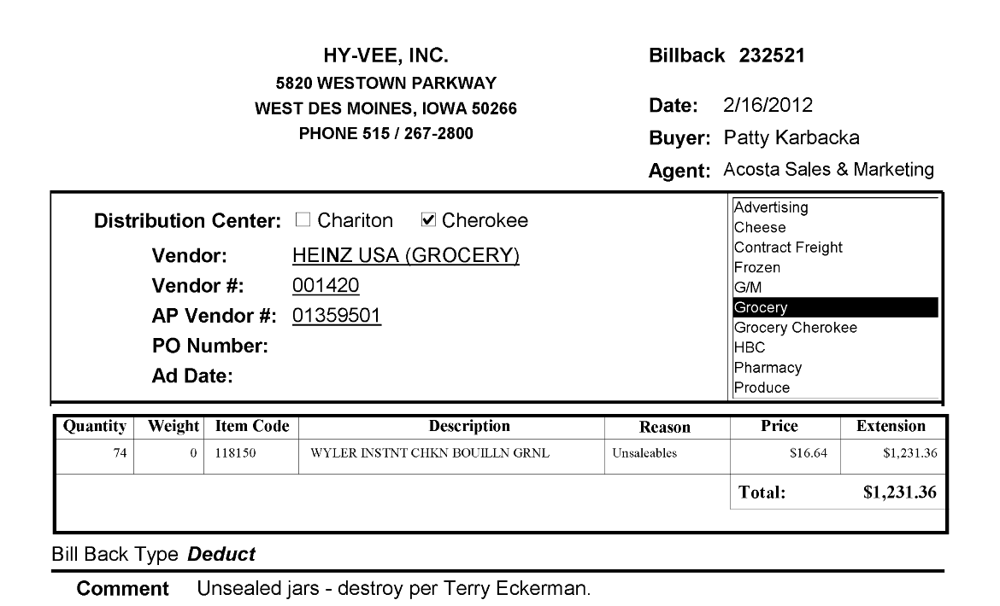 HY-VEE, INC.
5820 WESTOWN PARKWAY
WEST DES MOINES, IOWA 50266
PHONE 515 / 267-2800
Billback 232521
Date: 2/16/2012
Buyer: Patty Karbacka
Agent: Acosta Sales & Marketing
Distribution Center: Chariton Cherokee
Vendor: HEINZ USA (GROCERY)
Vendor #: 001420
AP Vendor #: 01359501
PO Number:
Ad Date:
Advertising
Cheese
Contract Freight
Frozen
G/M
Grocery
Grocery Cherokee
HBC
Pharmacy
Produce
Quantity Weight Item Code Description Reason Price Extension
74 0 118150 WYLER INSTNT CHKN BOUILLN GRNL Unsaleables $16.64 $1,231.36
Total: $1,231.36
Bill Back Type Deduct
Comment Unsealed jars - destroy per Terry Eckerman.